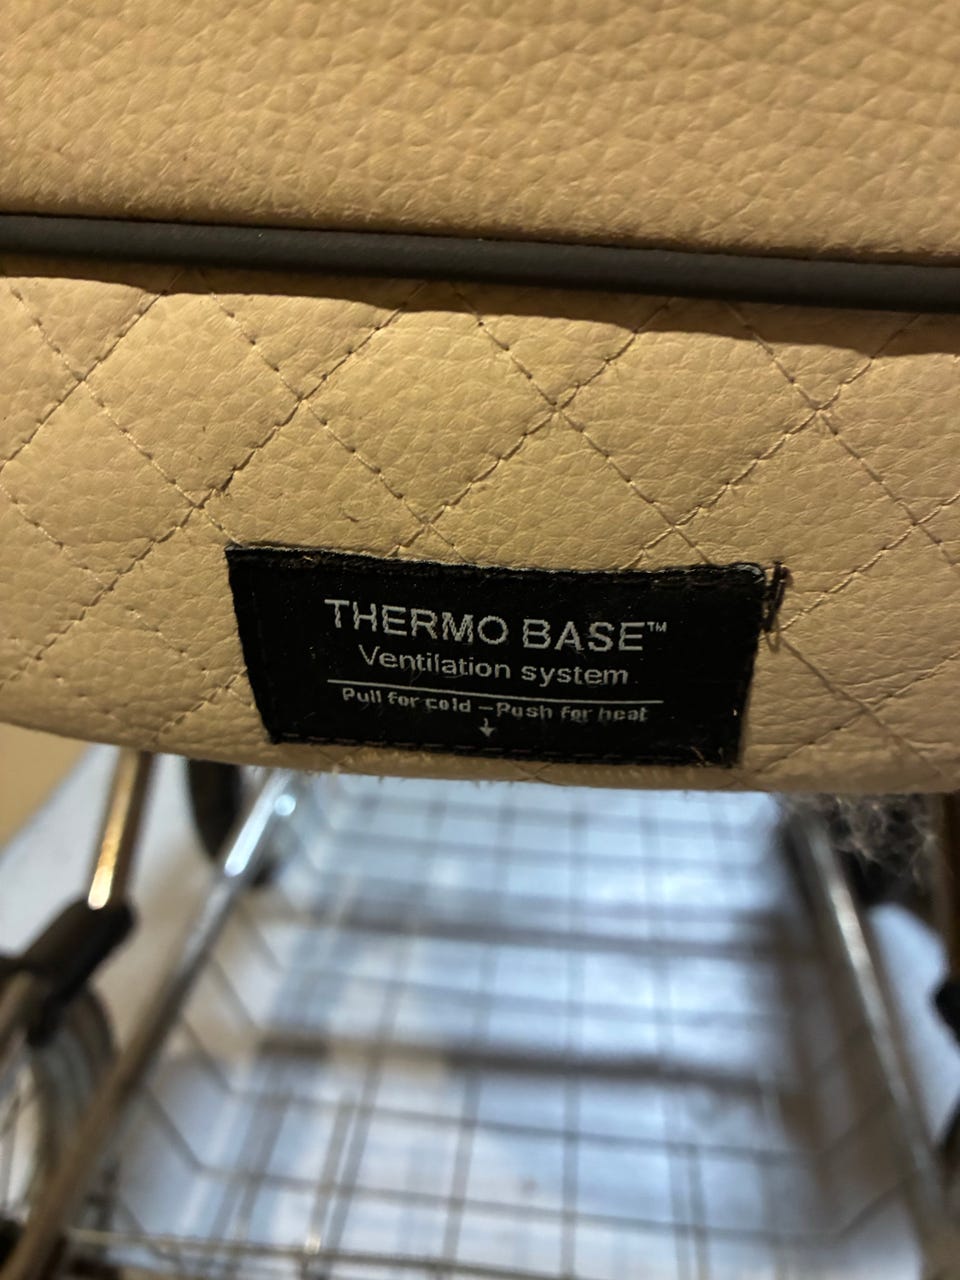 THERMO BASE™
Ventilation system
Pull for cold – Push for heat